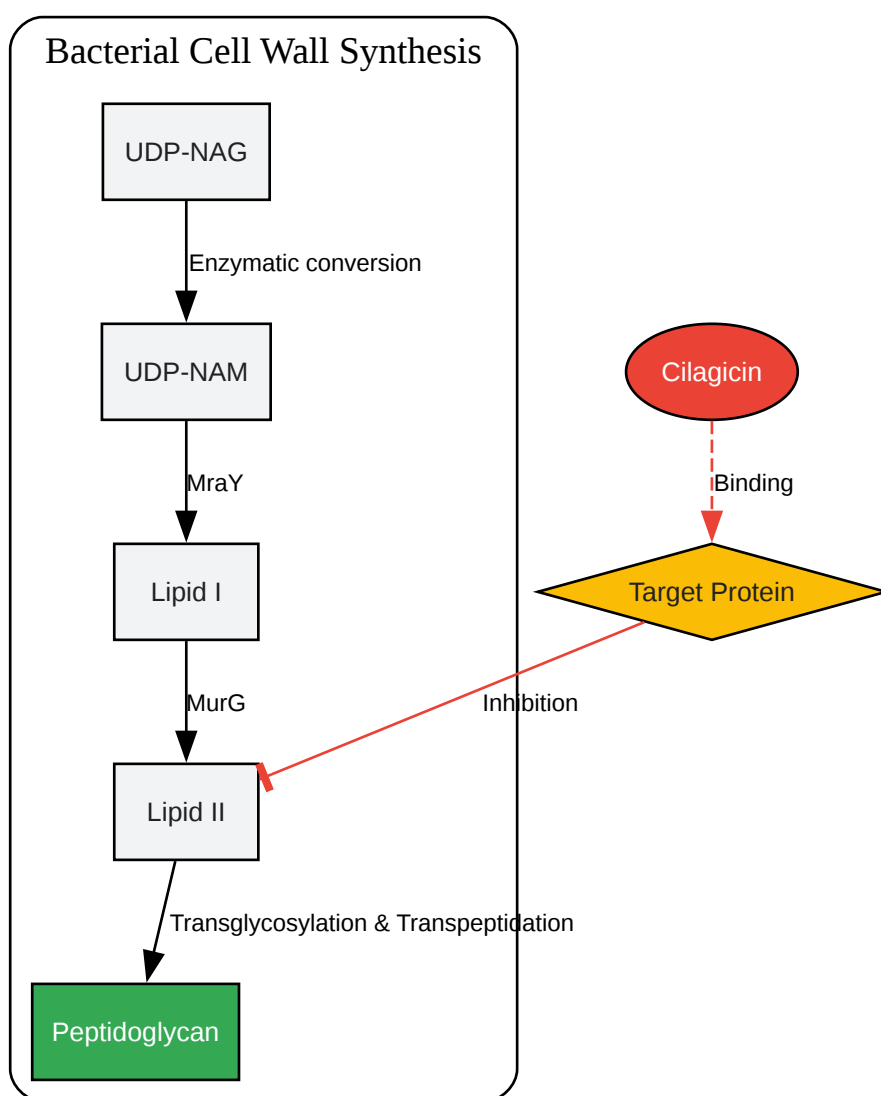 Bacterial Cell Wall Synthesis
UDP-NAG
Enzymatic conversion
UDP-NAM
Cilagicin
MraY
Binding
Lipid I
Target Protein
MurG
Inhibition
Lipid II
Transglycosylation & Transpeptidation
Peptidoglycan